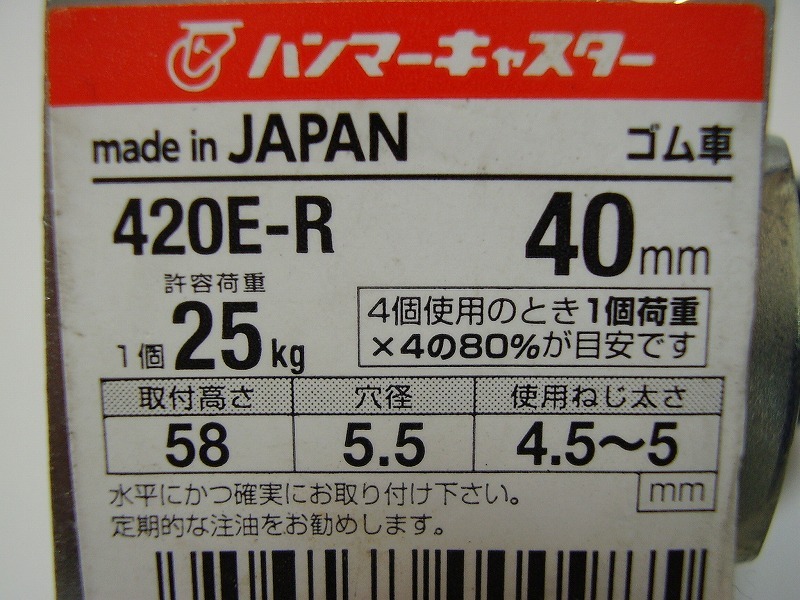 ハンマーキャスター
made in JAPAN ゴム車
420E-R 40mm
許容荷重
1個 25kg
4個使用のとき1個荷重
×4の80%が目安です
取付高さ 穴径 使用ねじ太さ
58 5.5 4.5〜5
mm
水平にかつ確実にお取り付け下さい。
定期的な注油をお勧めします。